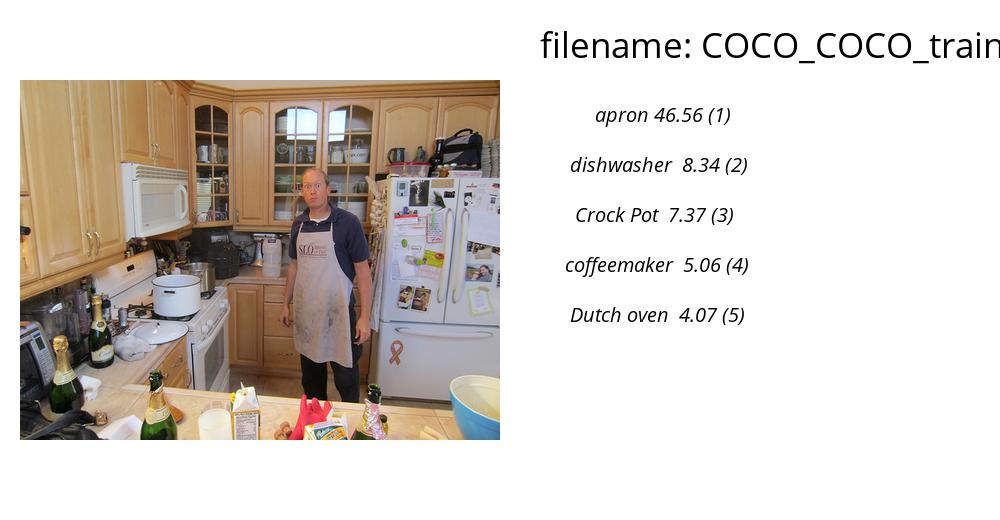 filename: COCO_COCO_train
apron 46.56 (1)
dishwasher 8.34 (2)
Crock Pot 7.37 (3)
coffeemaker 5.06 (4)
Dutch oven 4.07 (5)
SLO